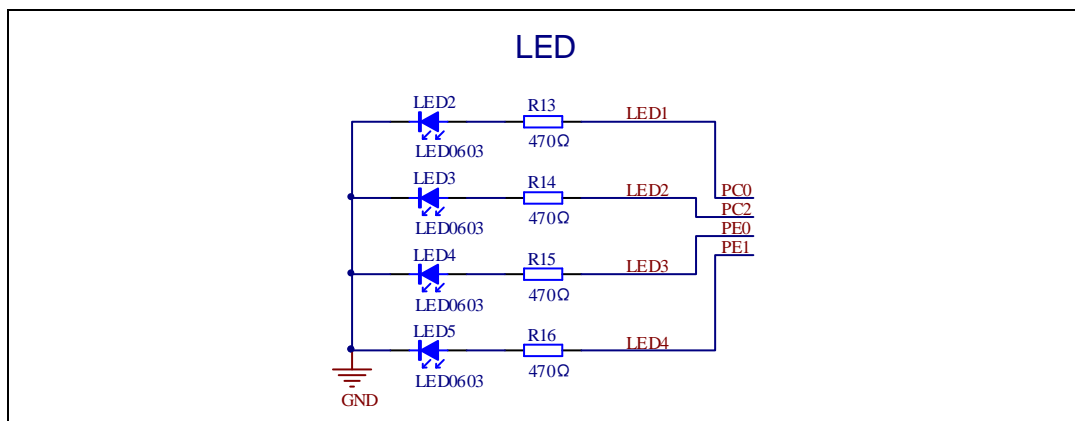 LED
LED2
R13
LED1
470Ω
LED0603
PC0
LED3
R14
LED2
PC2
470Ω
LED0603
PE0
PE1
LED4
R15
LED3
470Ω
LED0603
LED5
R16
LED4
470Ω
LED0603
GND